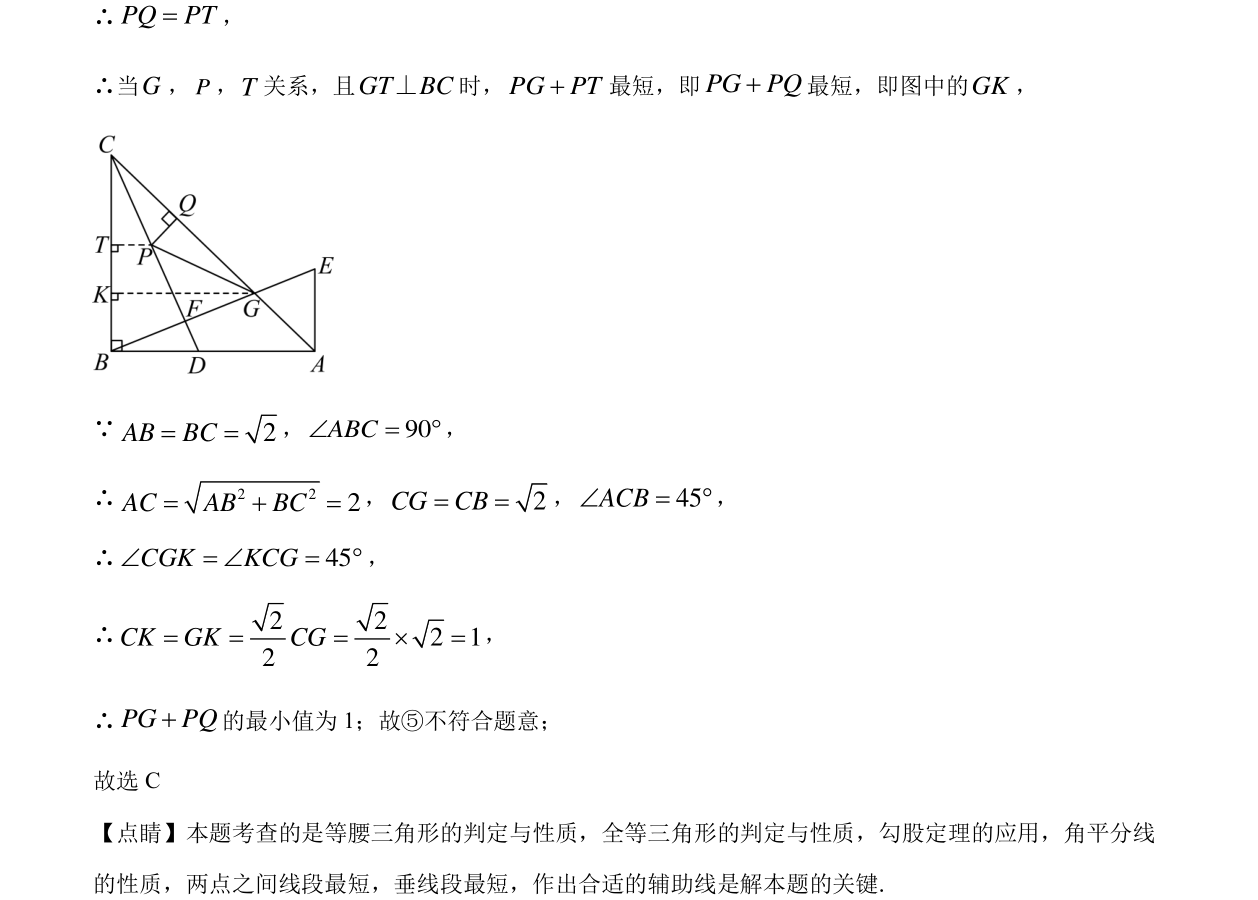 ∴PQ=PT，
∴当G，P，T关系，且GT⊥BC时，PG+PT最短，即PG+PQ最短，即图中的GK，
C
Q
T
P
E
K
F
G
B
D
A
∵AB=BC=√2，∠ABC=90°，
∴AC=√(AB²+BC²)=2，CG=CB=√2，∠ACB=45°，
∴∠CGK=∠KCG=45°，
∴CK=GK=√2/2 CG=√2/2×√2=1，
∴PG+PQ的最小值为1；故⑤不符合题意；
故选C
【点睛】本题考查的是等腰三角形的判定与性质，全等三角形的判定与性质，勾股定理的应用，角平分线
的性质，两点之间线段最短，垂线段最短，作出合适的辅助线是解本题的关键．